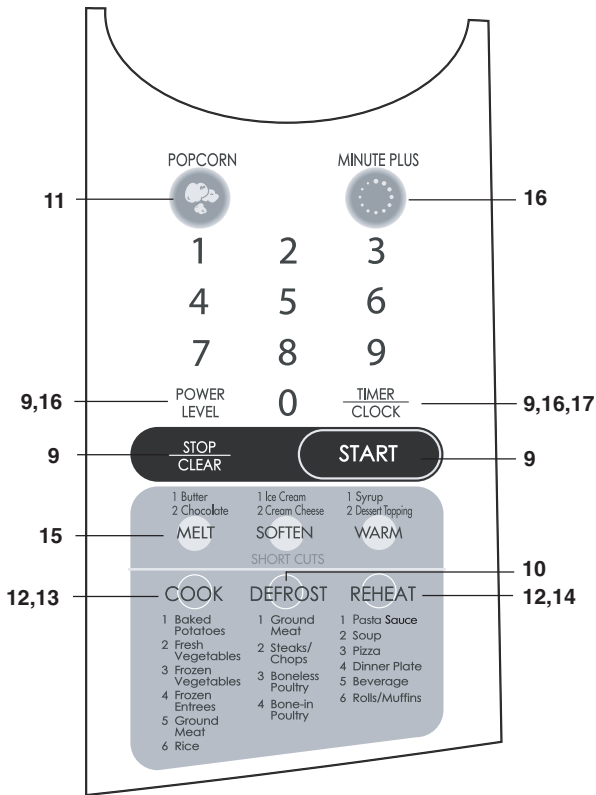 POPCORN
MINUTE PLUS
11
16
1 2 3
4 5 6
7 8 9
9,16
POWER
LEVEL
0
TIMER
CLOCK
9,16,17
9
STOP
CLEAR
START
9
1 Butter
2 Chocolate
MELT
1 Ice Cream
2 Cream Cheese
SOFTEN
1 Syrup
2 Dessert Topping
WARM
15
SHORT CUTS
10
12,13
COOK
DEFROST
REHEAT
12,14
1 Baked
Potatoes
2 Fresh
Vegetables
3 Frozen
Vegetables
4 Frozen
Entrees
5 Ground
Meat
6 Rice
1 Ground
Meat
2 Steaks/
Chops
3 Boneless
Poultry
4 Bone-in
Poultry
1 Pasta Sauce
2 Soup
3 Pizza
4 Dinner Plate
5 Beverage
6 Rolls/Muffins